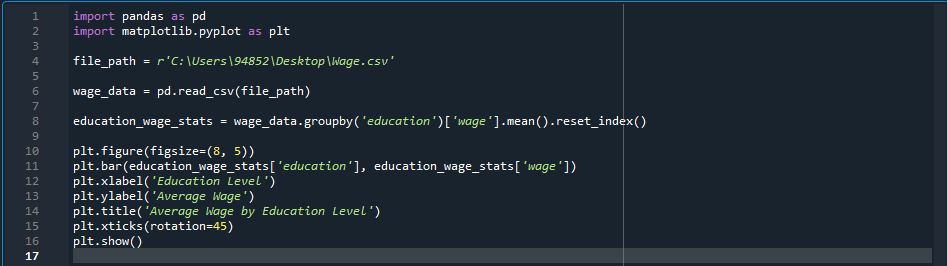 1 import pandas as pd
2 import matplotlib.pyplot as plt
3
4 file_path = r'C:\Users\94852\Desktop\Wage.csv'
5
6 wage_data = pd.read_csv(file_path)
7
8 education_wage_stats = wage_data.groupby('education')['wage'].mean().reset_index()
9
10 plt.figure(figsize=(8, 5))
11 plt.bar(education_wage_stats['education'], education_wage_stats['wage'])
12 plt.xlabel('Education Level')
13 plt.ylabel('Average Wage')
14 plt.title('Average Wage by Education Level')
15 plt.xticks(rotation=45)
16 plt.show()
17